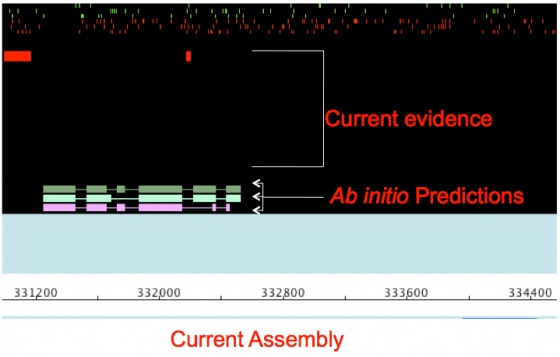 Current evidence
Ab initio Predictions
331200 332000 332800 333600 334400
Current Assembly